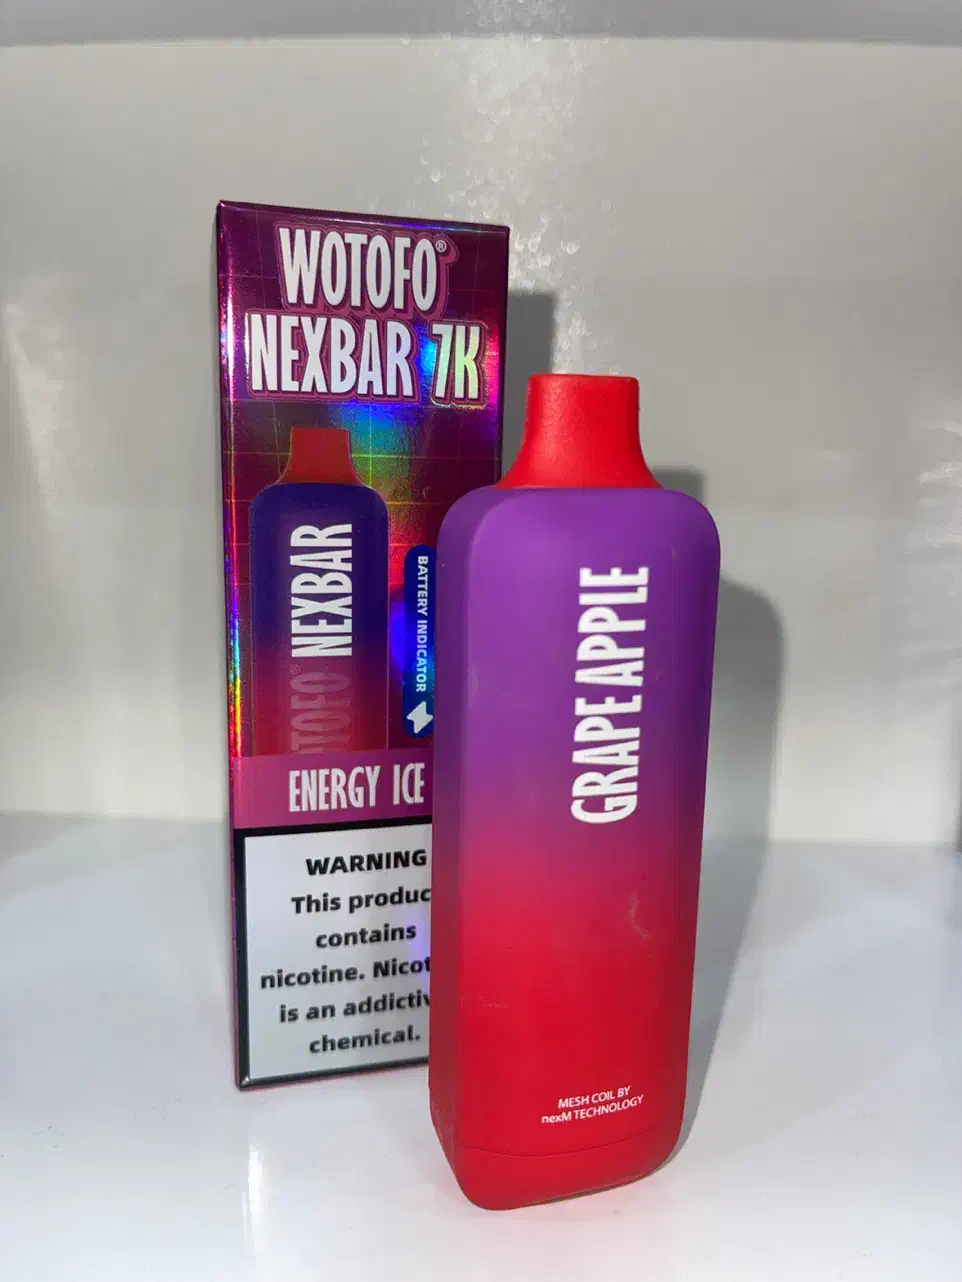 WOTOFO®
NEXBAR 7K
NEXBAR
BATTERY INDICATOR
ENERGY ICE
WARNING
This produc
contains
nicotine. Nicot
is an addictiv
chemical.
GRAPE APPLE
MESH COIL BY
nexM TECHNOLOGY